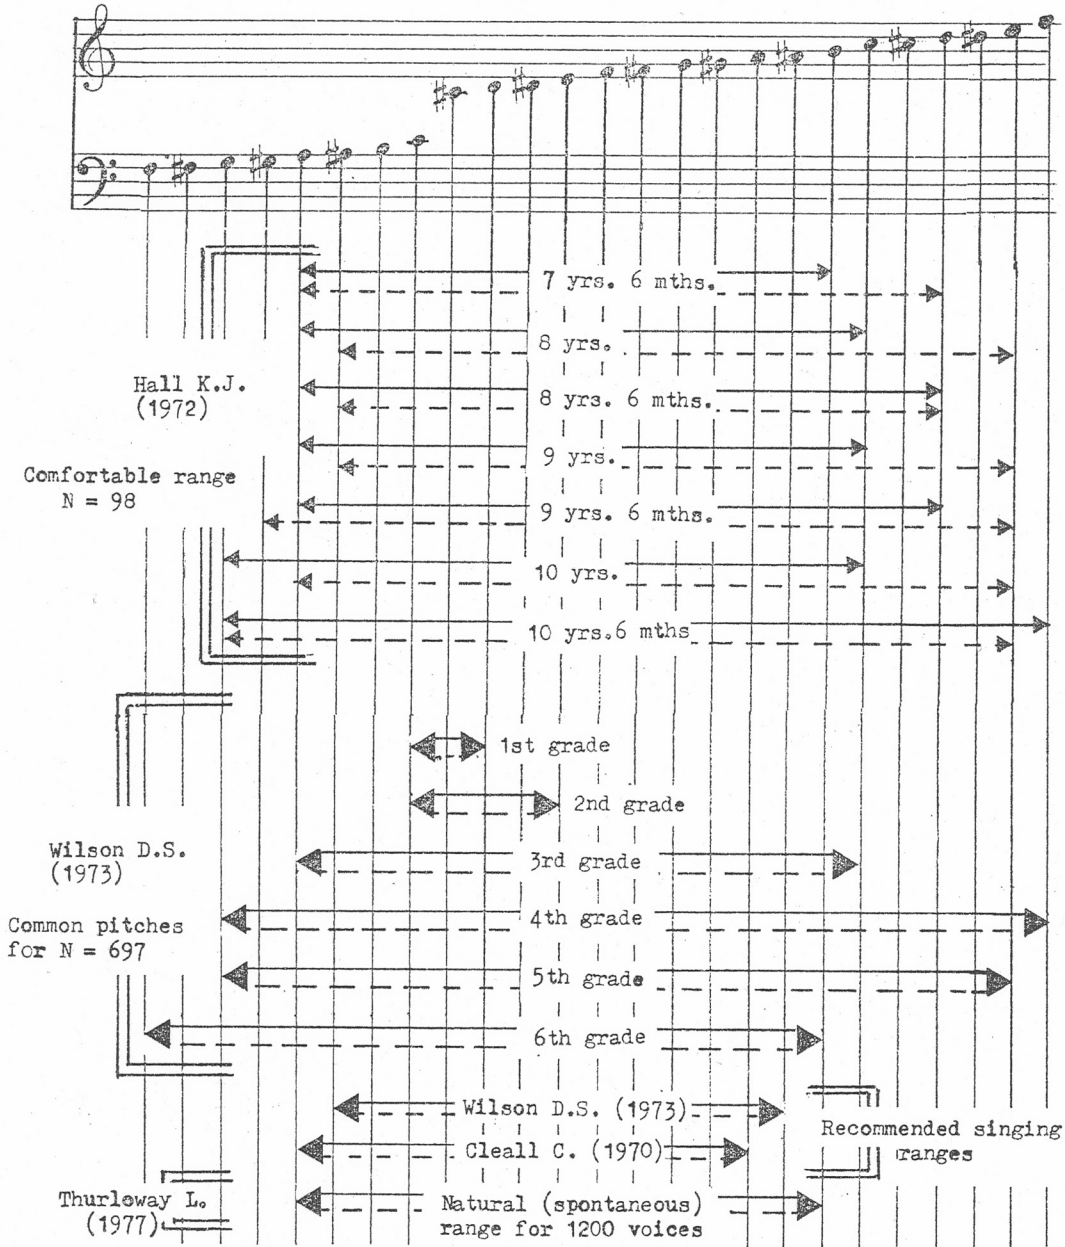 7 yrs. 6 mths.
8 yrs.
Hall K.J.
(1972)
8 yrs. 6 mths.
9 yrs.
Comfortable range
N = 98
9 yrs. 6 mths.
10 yrs.
10 yrs.6 mths
1st grade
2nd grade
Wilson D.S.
(1973)
3rd grade
Common pitches
for N = 697
4th grade
5th grade
6th grade
Wilson D.S. (1973)
Recommended singing
ranges
Cleall C. (1970)
Thurloway L.
(1977)
Natural (spontaneous)
range for 1200 voices